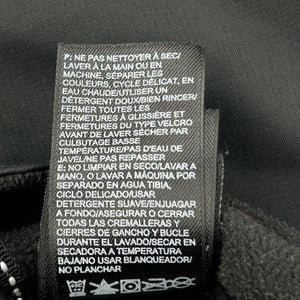 F: NE PAS NETTOYER À SEC/
LAVER À LA MAIN OU EN
MACHINE, SÉPARER LES
COULEURS, CYCLE DÉLICAT, EN
EAU CHAUDE/UTILISER UN
DÉTERGENT DOUX/BIEN RINCER/
FERMER TOUTES LES
FERMETURES À GLISSIÈRE ET
FERMETURES DU TYPE VELCRO
AVANT DE LAVER SÉCHER PAR
CULBUTAGE BASSE
TEMPÉRATURE/PAS D'EAU DE
JAVEL/NE PAS REPASSER
E: NO LIMPIAR EN SECO/LAVAR A
MANO, O LAVAR A MÁQUINA POR
SEPARADO EN AGUA TIBIA,
CICLO DELICADO/USAR
DETERGENTE SUAVE/ENJUAGAR
A FONDO/ASEGURAR O CERRAR
TODAS LAS CREMALLERAS Y
CIERRES DE GANCHO Y BUCLE
DURANTE EL LAVADO/SECAR EN
SECADORA A TEMPERATURA
BAJA/NO USAR BLANQUEADOR/
NO PLANCHAR